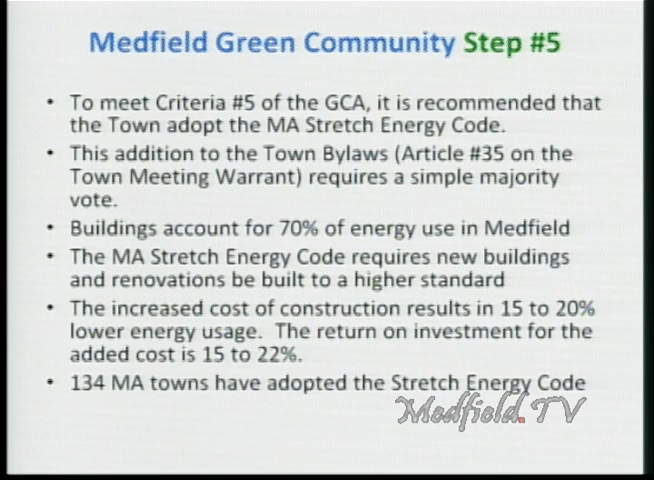 Medfield Green Community Step #5
• To meet Criteria #5 of the GCA, it is recommended that
the Town adopt the MA Stretch Energy Code.
• This addition to the Town Bylaws (Article #35 on the
Town Meeting Warrant) requires a simple majority
vote.
• Buildings account for 70% of energy use in Medfield
• The MA Stretch Energy Code requires new buildings
and renovations be built to a higher standard
• The increased cost of construction results in 15 to 20%
lower energy usage.  The return on investment for the
added cost is 15 to 22%.
• 134 MA towns have adopted the Stretch Energy Code
Medfield.TV